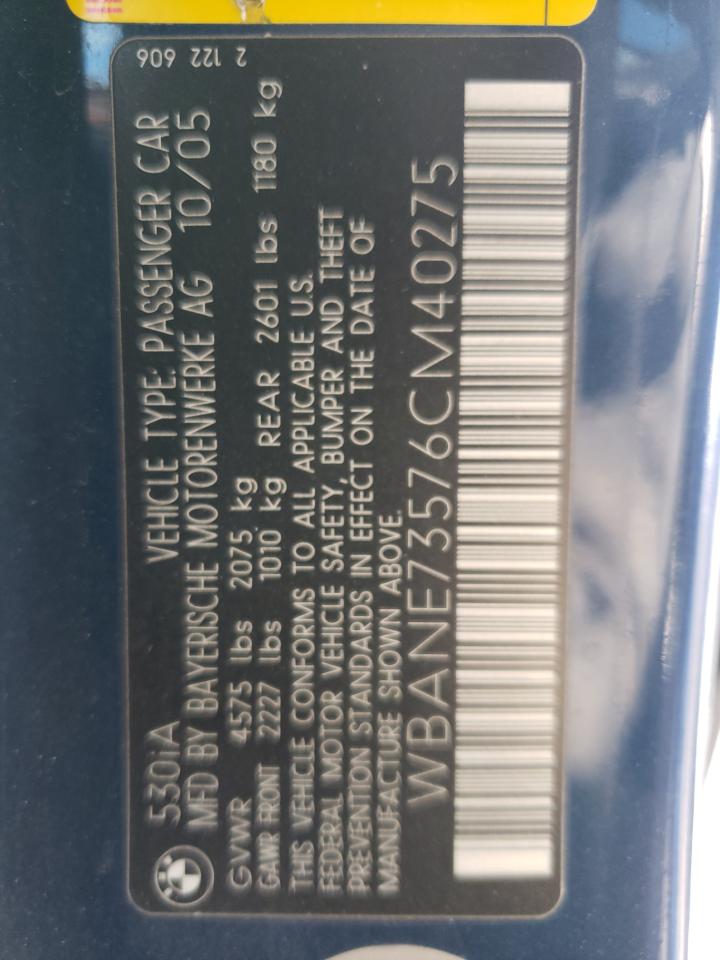 530iA VEHICLE TYPE: PASSENGER CAR
MFD BY BAYERISCHE MOTORENWERKE AG 10/05
GVWR 4575 lbs 2075 kg
GAWR FRONT 2227 lbs 1010 kg REAR 2601 lbs 1180 kg
THIS VEHICLE CONFORMS TO ALL APPLICABLE U.S.
FEDERAL MOTOR VEHICLE SAFETY, BUMPER AND THEFT
PREVENTION STANDARDS IN EFFECT ON THE DATE OF
MANUFACTURE SHOWN ABOVE.
WBANE73576CM40275
2 122 606